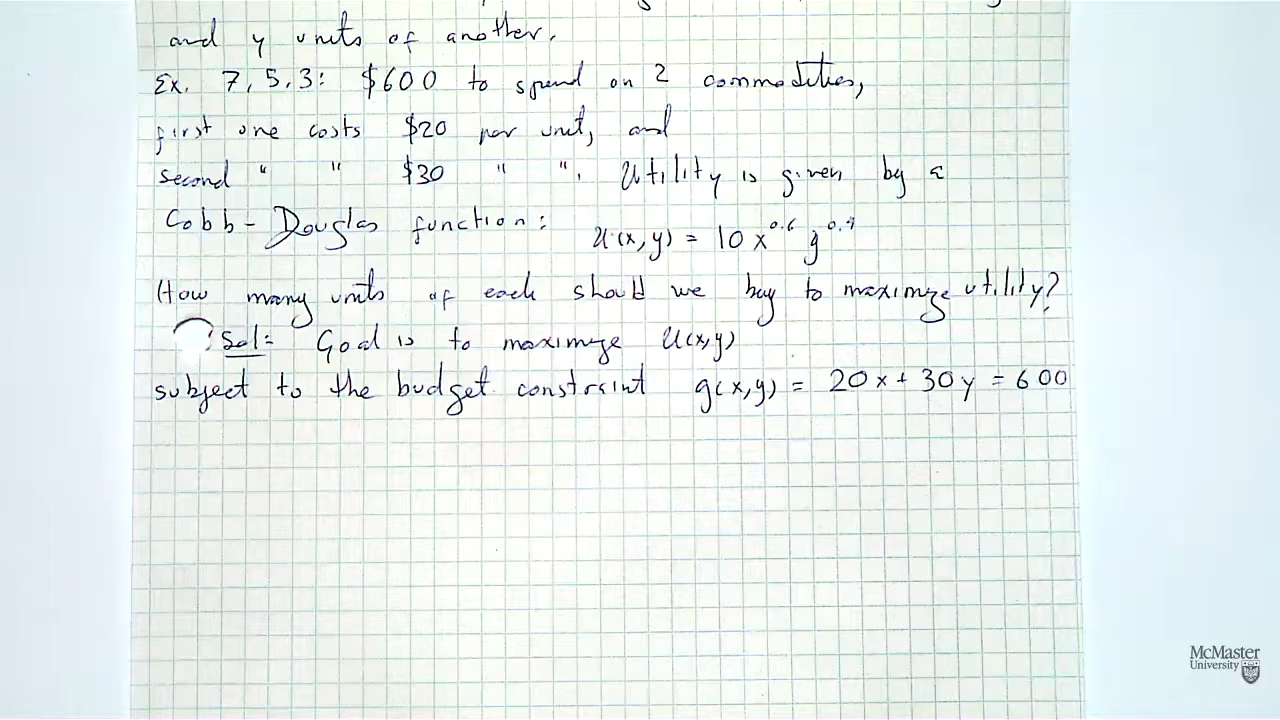 and y units of another.
Ex. 7.5.3: $600 to spend on 2 commodities,
first one costs $20 per unit, and
second " " $30 " ". Utility is given by a
Cobb-Douglas function: U(x,y) = 10 x^0.6 y^0.4
How many units of each should we buy to maximize utility?
Sol: Goal is to maximize U(x,y)
subject to the budget constraint g(x,y) = 20x + 30y = 600
McMaster
University